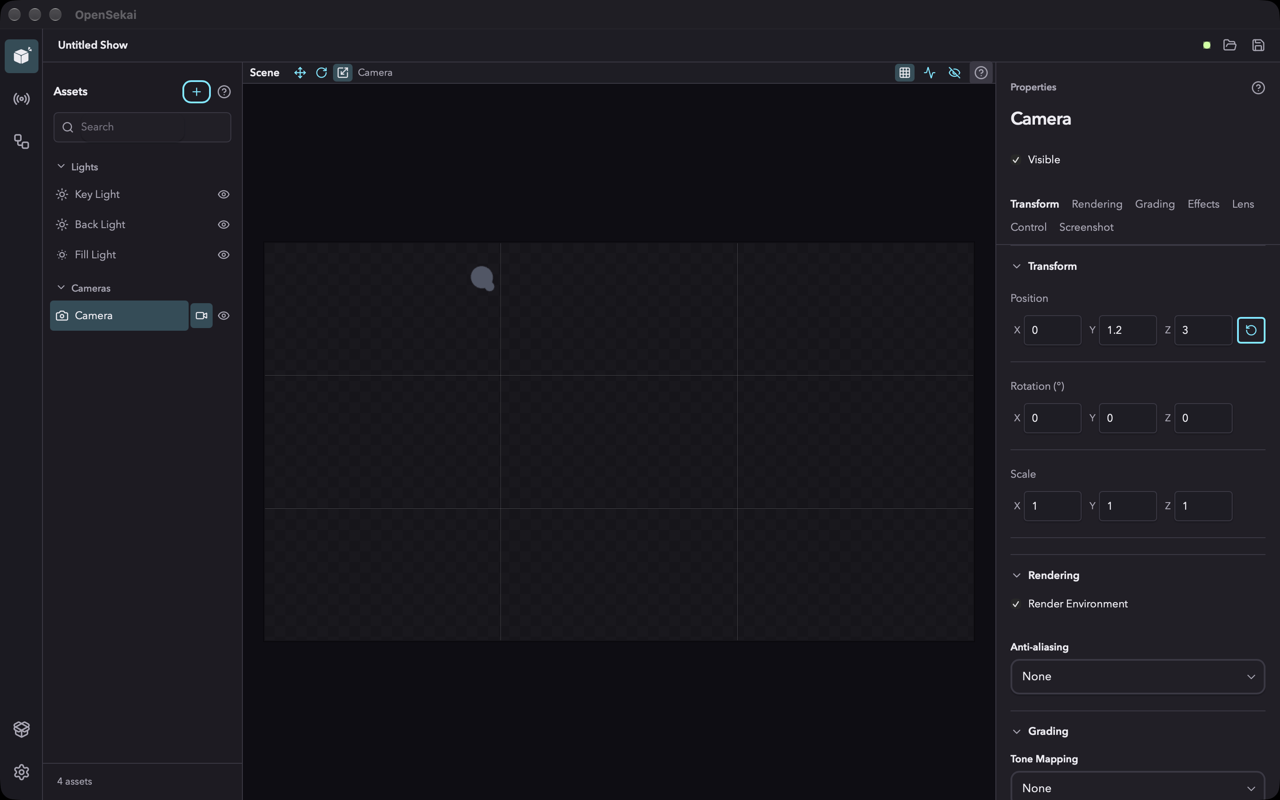 OpenSekai
Untitled Show
Assets
Search
Lights
Key Light
Back Light
Fill Light
Cameras
Camera
4 assets
Scene
Camera
Properties
Camera
Visible
Transform Rendering Grading Effects Lens
Control Screenshot
Transform
Position
X 0 Y 1.2 Z 3
Rotation (°)
X 0 Y 0 Z 0
Scale
X 1 Y 1 Z 1
Rendering
Render Environment
Anti-aliasing
None
Grading
Tone Mapping
None